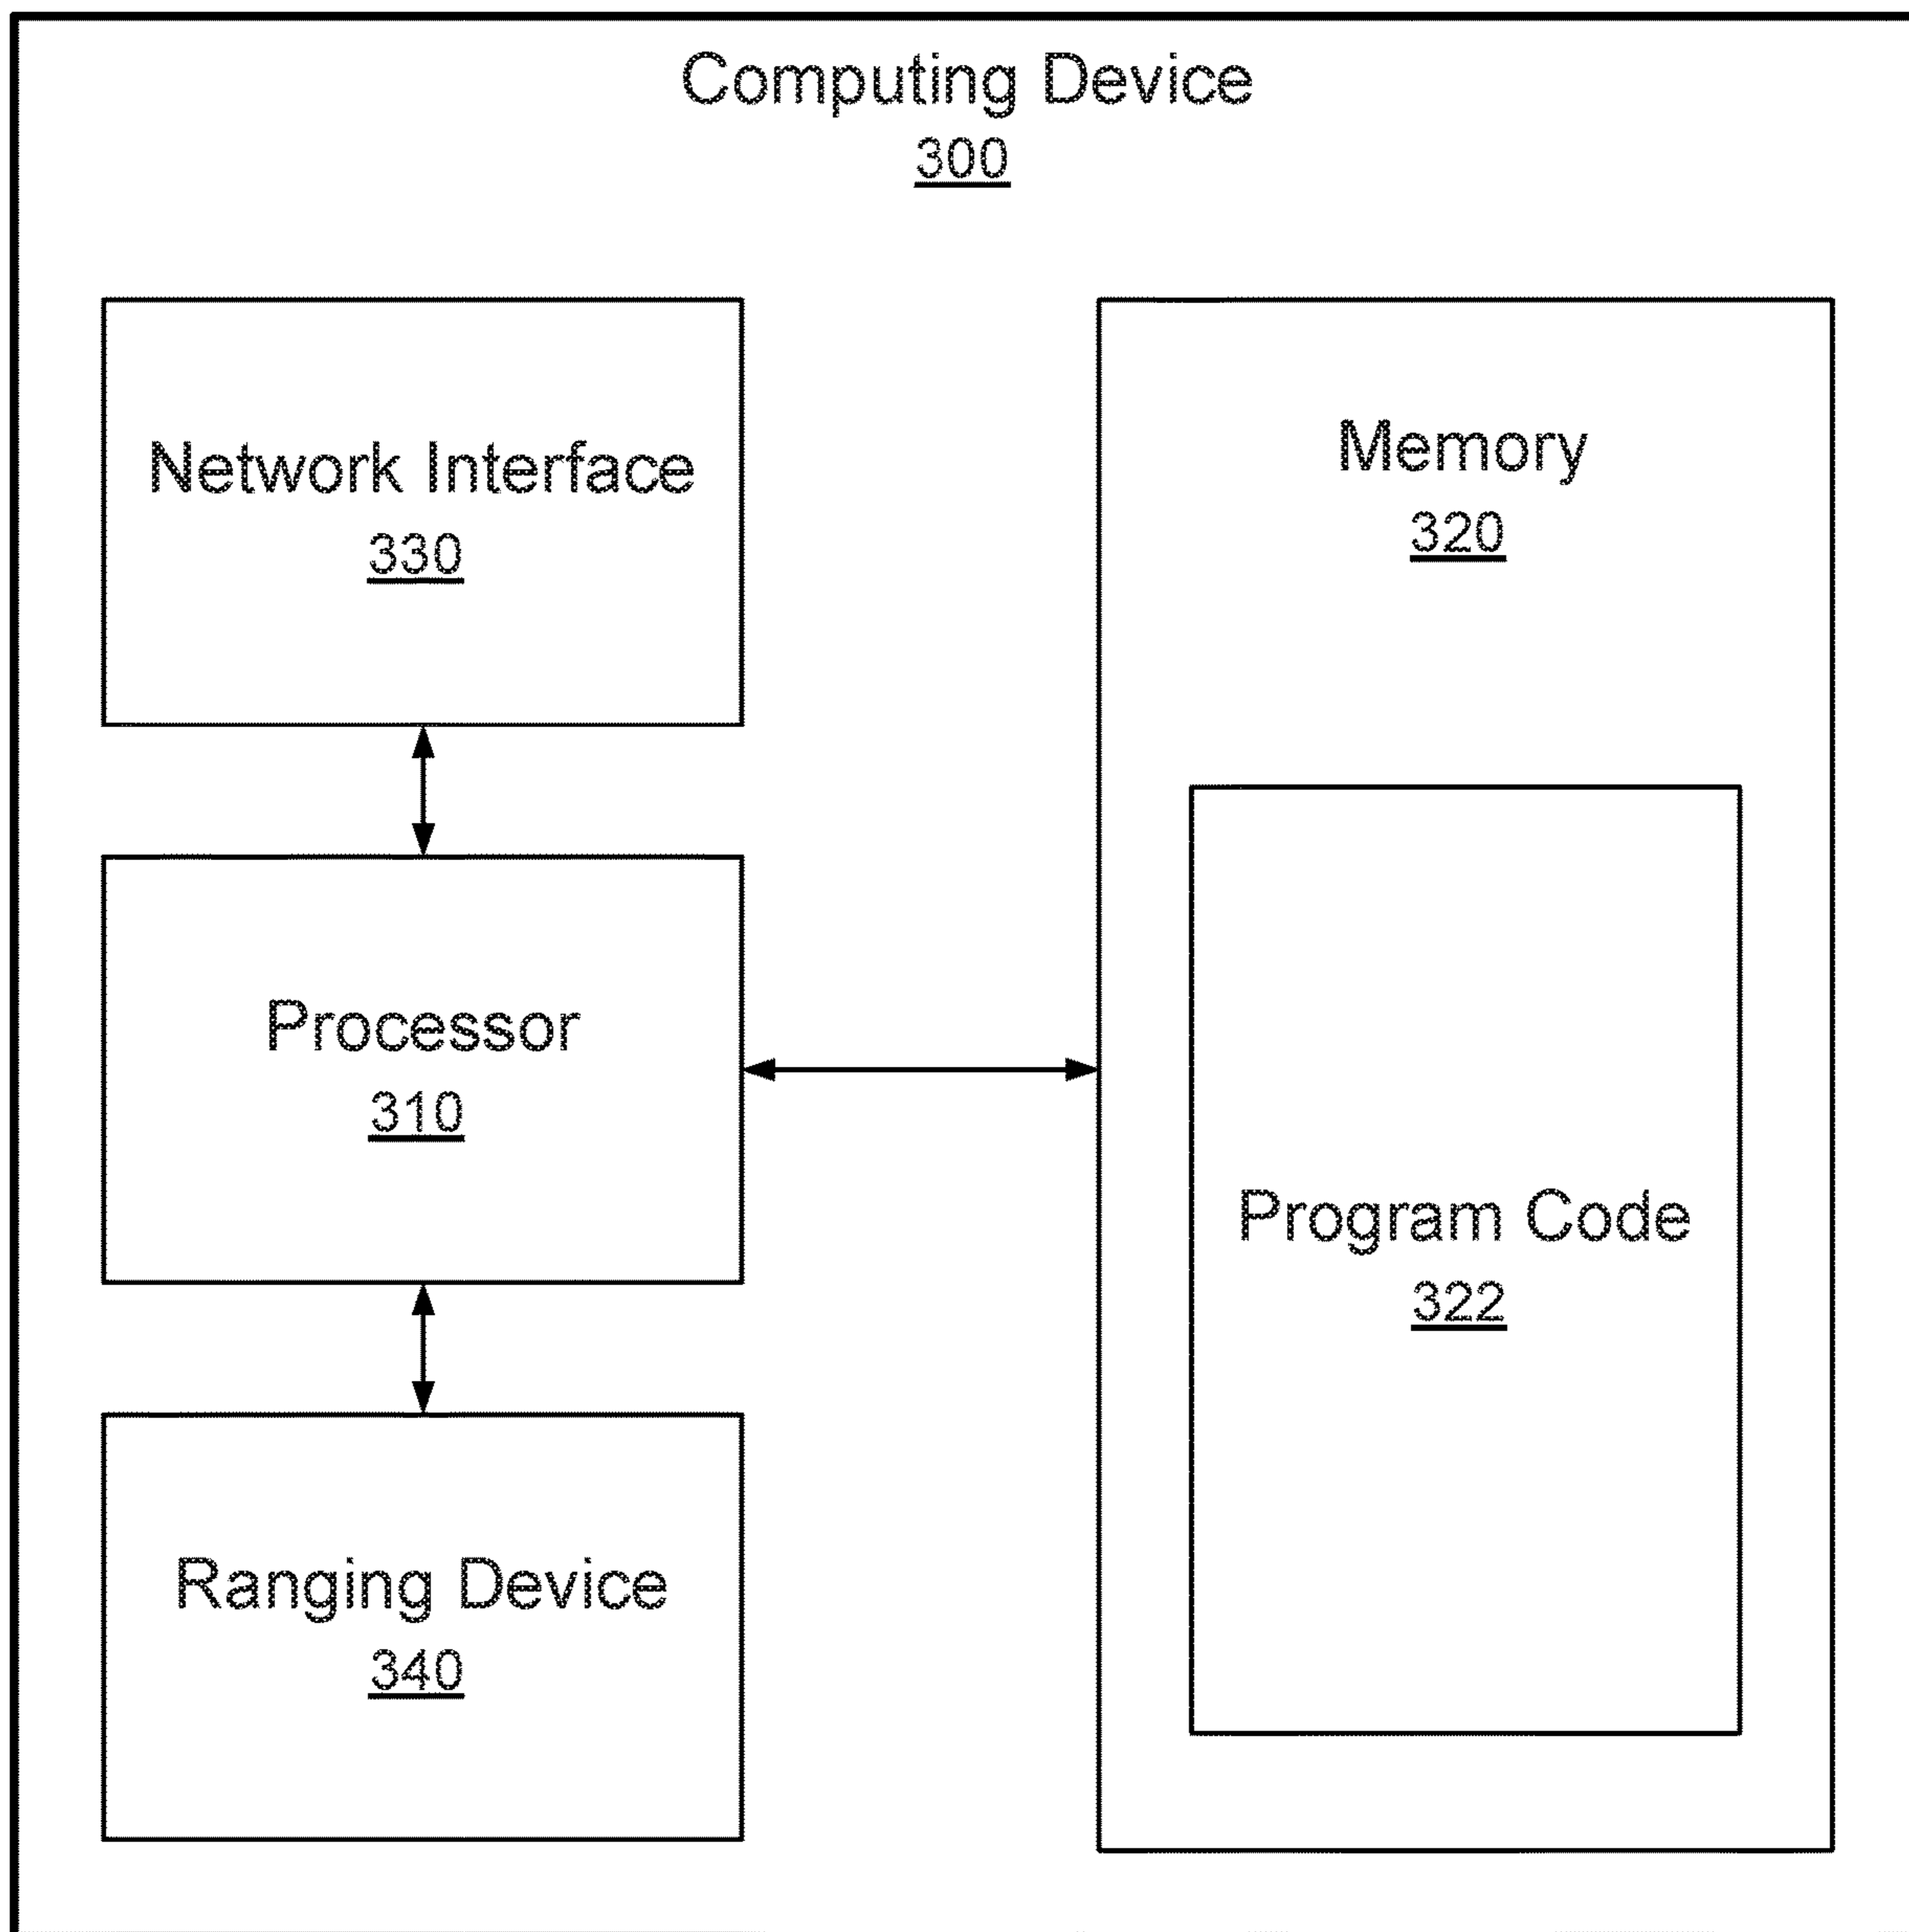 Computing Device
300
Network Interface
330
Memory
320
Processor
310
Program Code
322
Ranging Device
340